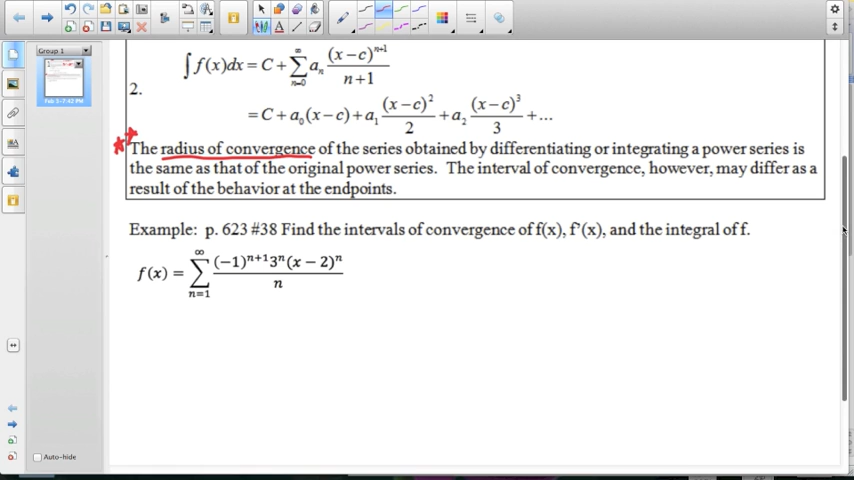 Group 1
Feb 3-7:42 PM
∫f(x)dx = C + ∑_{n=0}^{∞} a_n (x−c)^{n+1}/(n+1)
2.
= C + a_0(x−c) + a_1 (x−c)^2/2 + a_2 (x−c)^3/3 + ...
The radius of convergence of the series obtained by differentiating or integrating a power series is
the same as that of the original power series. The interval of convergence, however, may differ as a
result of the behavior at the endpoints.
Example: p. 623 #38 Find the intervals of convergence of f(x), f'(x), and the integral of f.
f(x) = ∑_{n=1}^{∞} (−1)^{n+1}3^n(x − 2)^n/n
Auto-hide